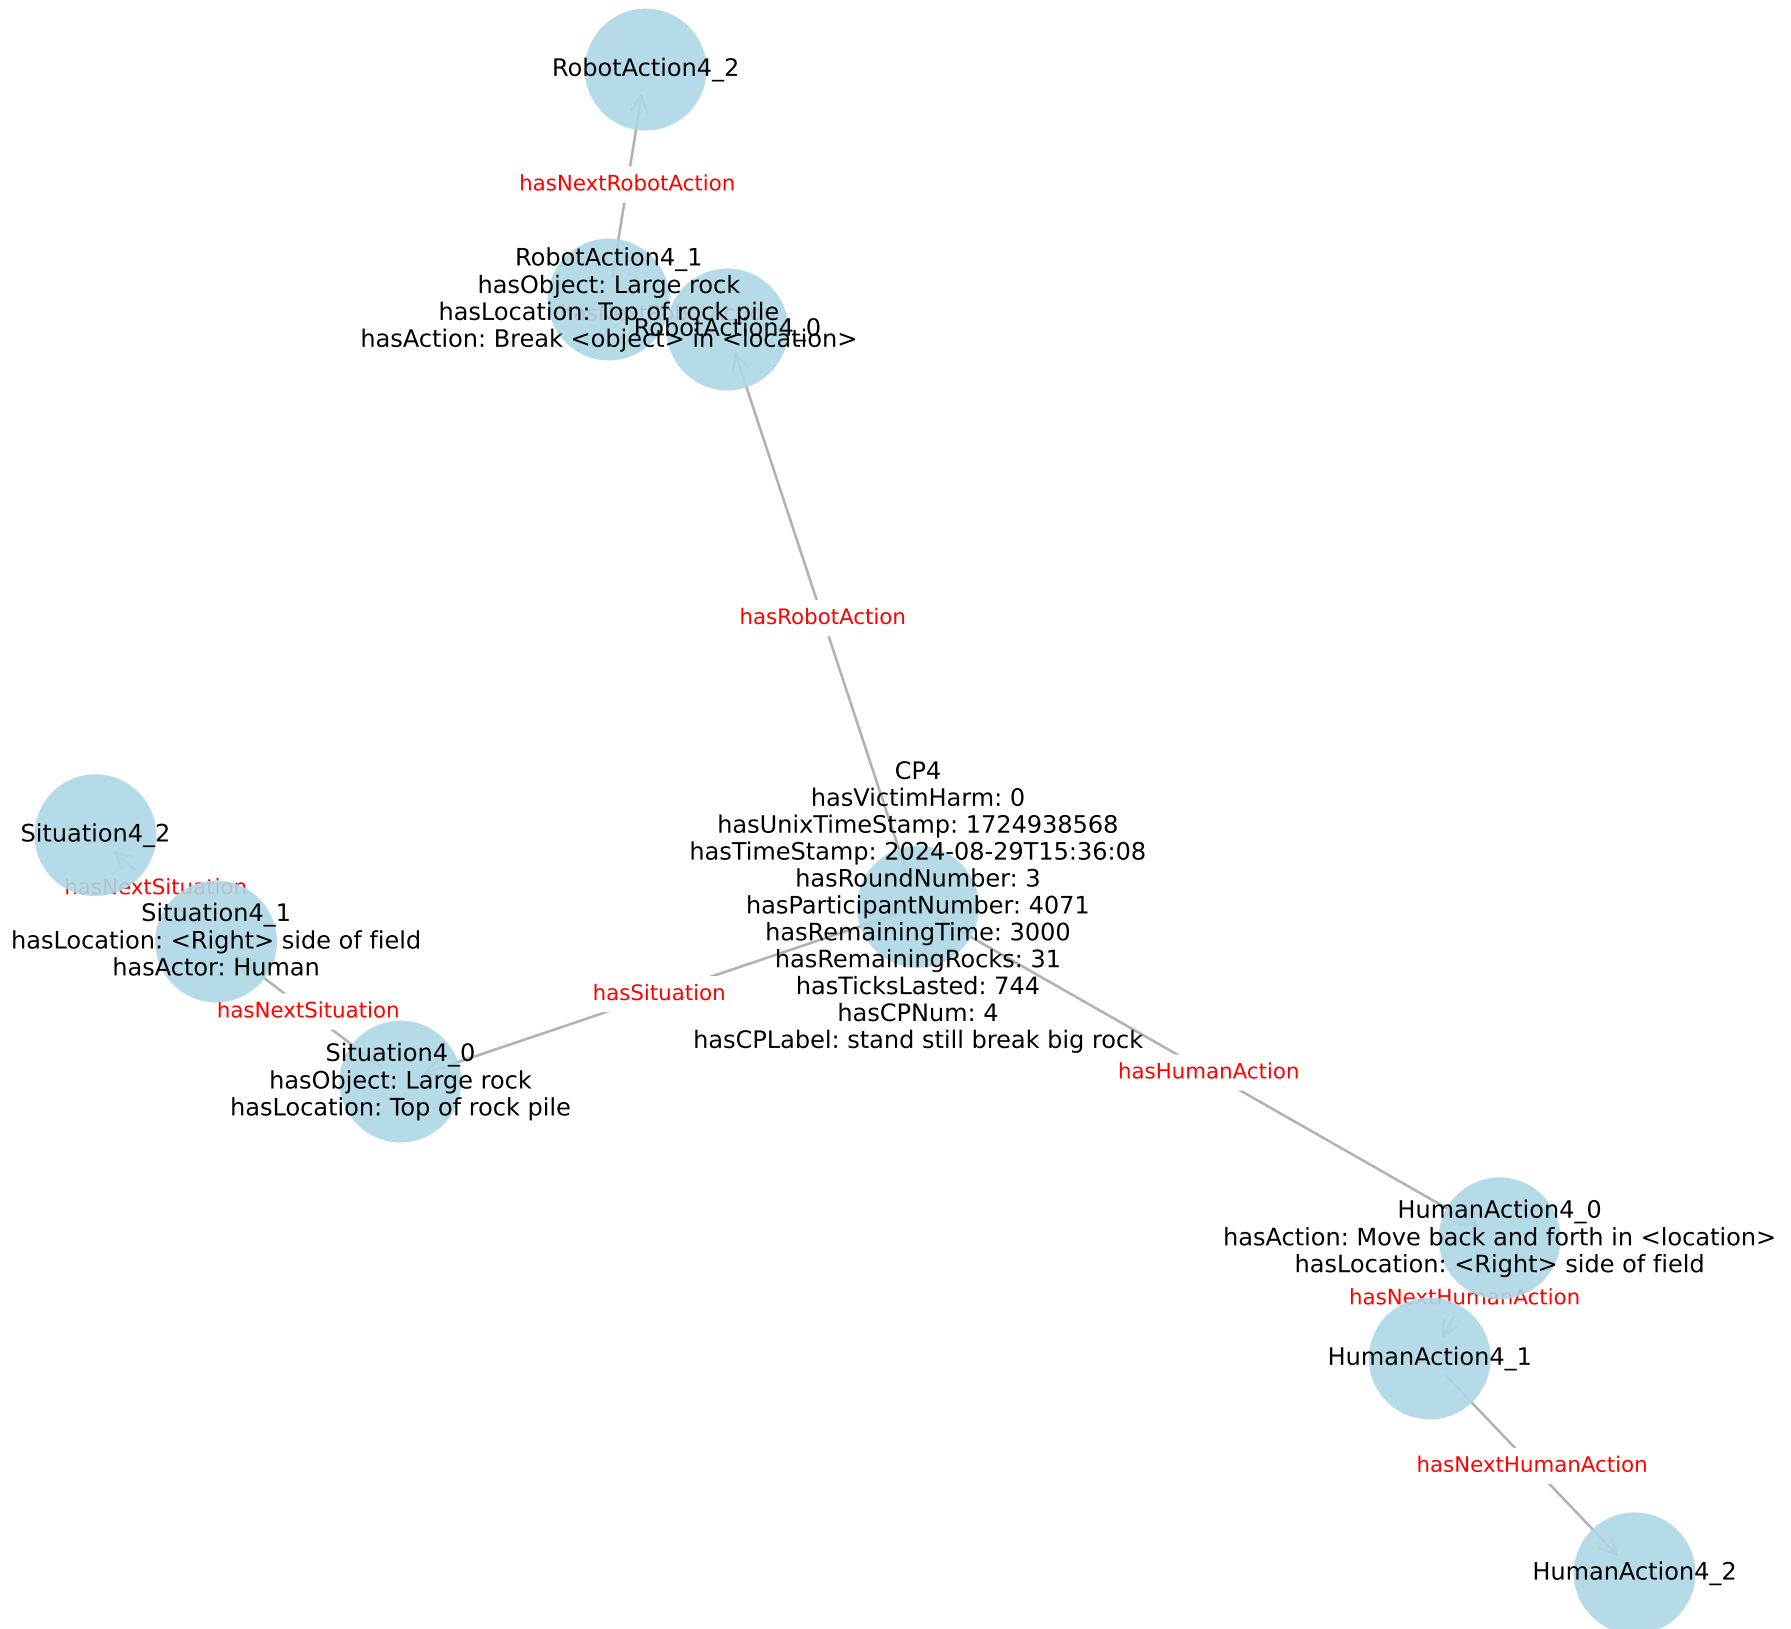 RobotAction4_2
hasNextRobotAction
RobotAction4_1
hasObject: Large rock
hasLocation: Top of rock pile
hasAction: Break <object> in <location>
RobotAction4_0
hasRobotAction
CP4
hasVictimHarm: 0
hasUnixTimeStamp: 1724938568
hasTimeStamp: 2024-08-29T15:36:08
hasRoundNumber: 3
hasParticipantNumber: 4071
hasRemainingTime: 3000
hasRemainingRocks: 31
hasTicksLasted: 744
hasCPNum: 4
hasCPLabel: stand still break big rock
Situation4_2
hasNextSituation
Situation4_1
hasLocation: <Right> side of field
hasActor: Human
hasNextSituation
hasSituation
Situation4_0
hasObject: Large rock
hasLocation: Top of rock pile
hasHumanAction
HumanAction4_0
hasAction: Move back and forth in <location>
hasLocation: <Right> side of field
hasNextHumanAction
HumanAction4_1
hasNextHumanAction
HumanAction4_2